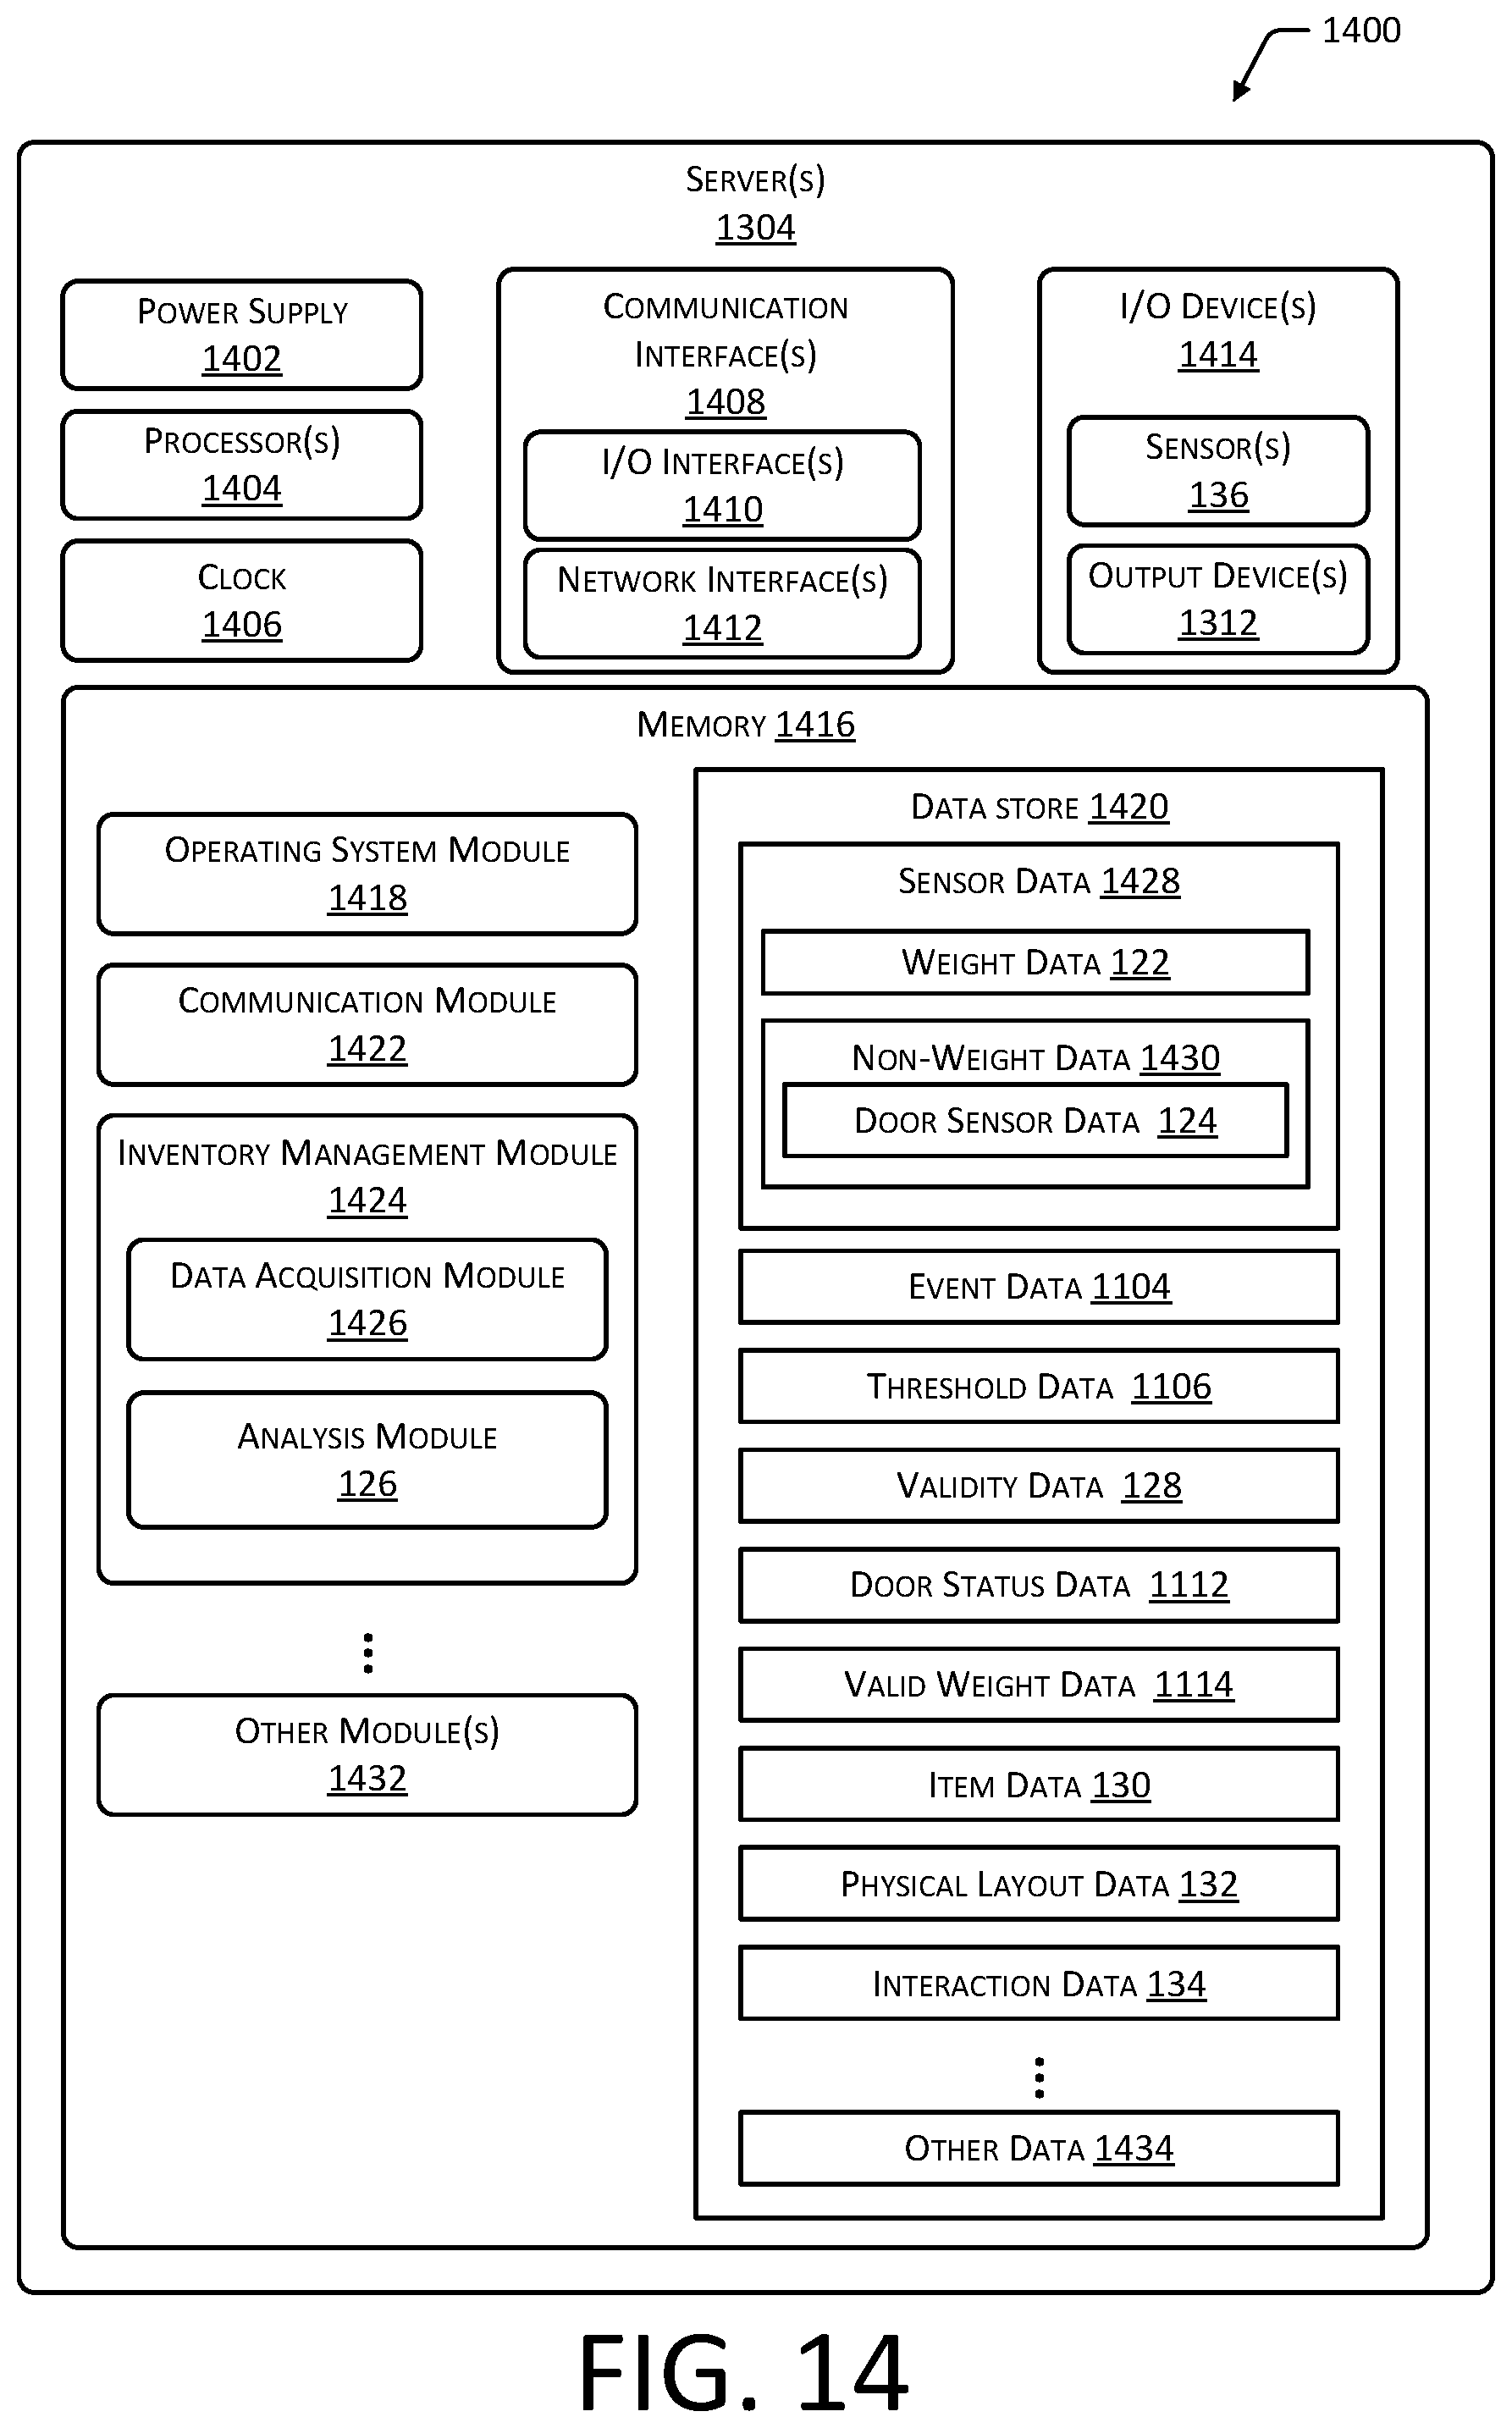 1400
SERVER(S)
1304
POWER SUPPLY
1402
PROCESSOR(S)
1404
CLOCK
1406
COMMUNICATION
INTERFACE(S)
1408
I/O INTERFACE(S)
1410
NETWORK INTERFACE(S)
1412
I/O DEVICE(S)
1414
SENSOR(S)
136
OUTPUT DEVICE(S)
1312
MEMORY 1416
OPERATING SYSTEM MODULE
1418
COMMUNICATION MODULE
1422
INVENTORY MANAGEMENT MODULE
1424
DATA ACQUISITION MODULE
1426
ANALYSIS MODULE
126
OTHER MODULE(S)
1432
DATA STORE 1420
SENSOR DATA 1428
WEIGHT DATA 122
NON-WEIGHT DATA 1430
DOOR SENSOR DATA 124
EVENT DATA 1104
THRESHOLD DATA 1106
VALIDITY DATA 128
DOOR STATUS DATA 1112
VALID WEIGHT DATA 1114
ITEM DATA 130
PHYSICAL LAYOUT DATA 132
INTERACTION DATA 134
OTHER DATA 1434
FIG. 14